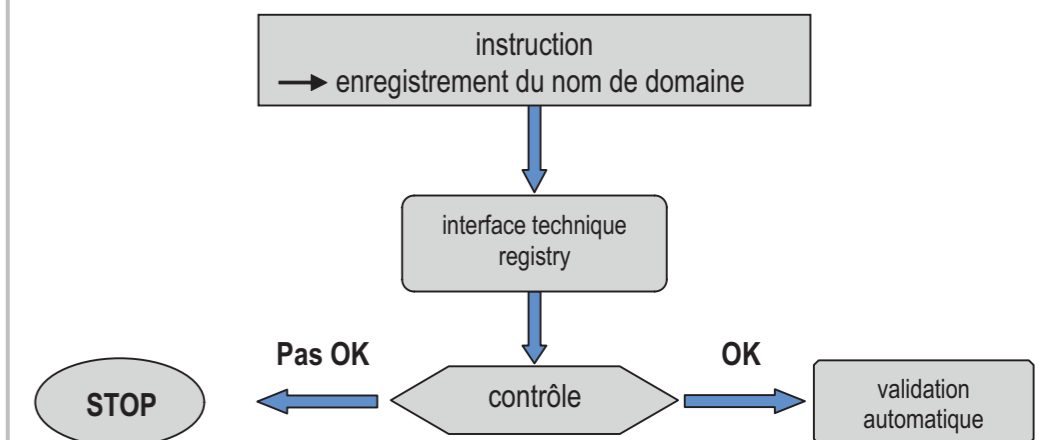 instruction
→ enregistrement du nom de domaine
interface technique
registry
Pas OK
OK
STOP
contrôle
validation
automatique